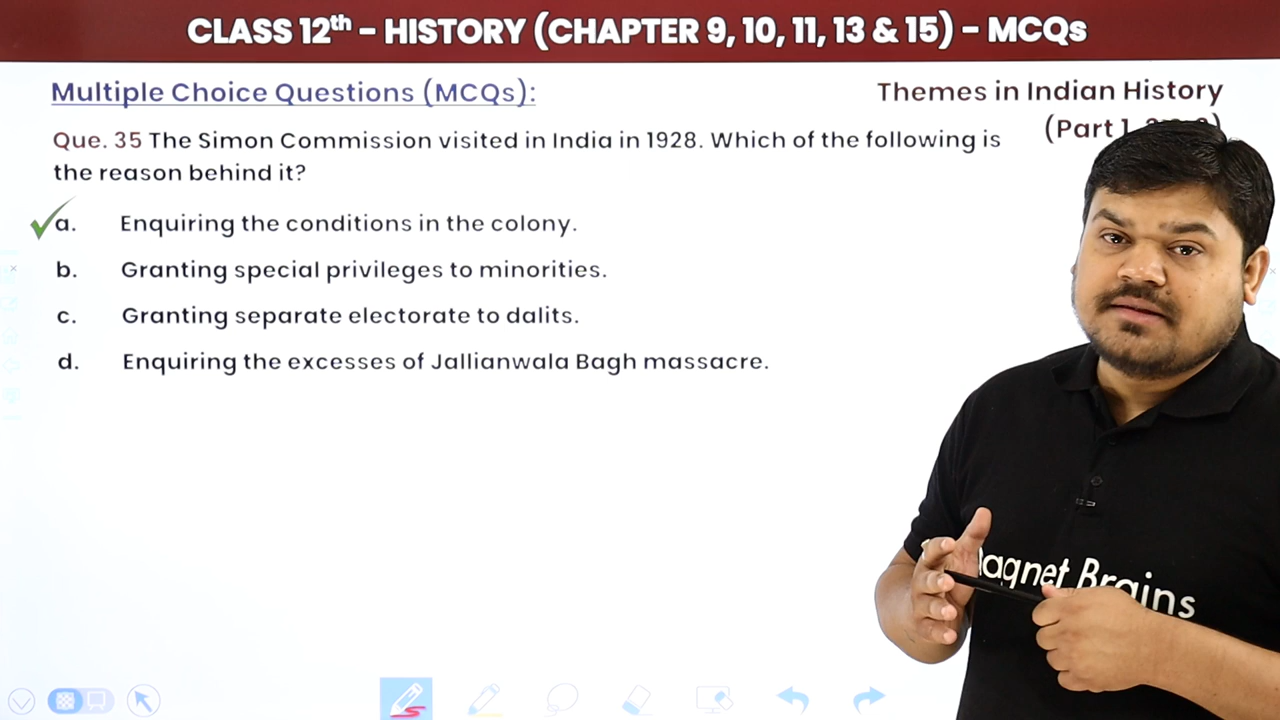 CLASS 12th - HISTORY (CHAPTER 9, 10, 11, 13 & 15) - MCQs
Multiple Choice Questions (MCQs):
Themes in Indian History
(Part 1,
Que. 35 The Simon Commission visited in India in 1928. Which of the following is
the reason behind it?
a. Enquiring the conditions in the colony.
b. Granting special privileges to minorities.
c. Granting separate electorate to dalits.
d. Enquiring the excesses of Jallianwala Bagh massacre.
Brains